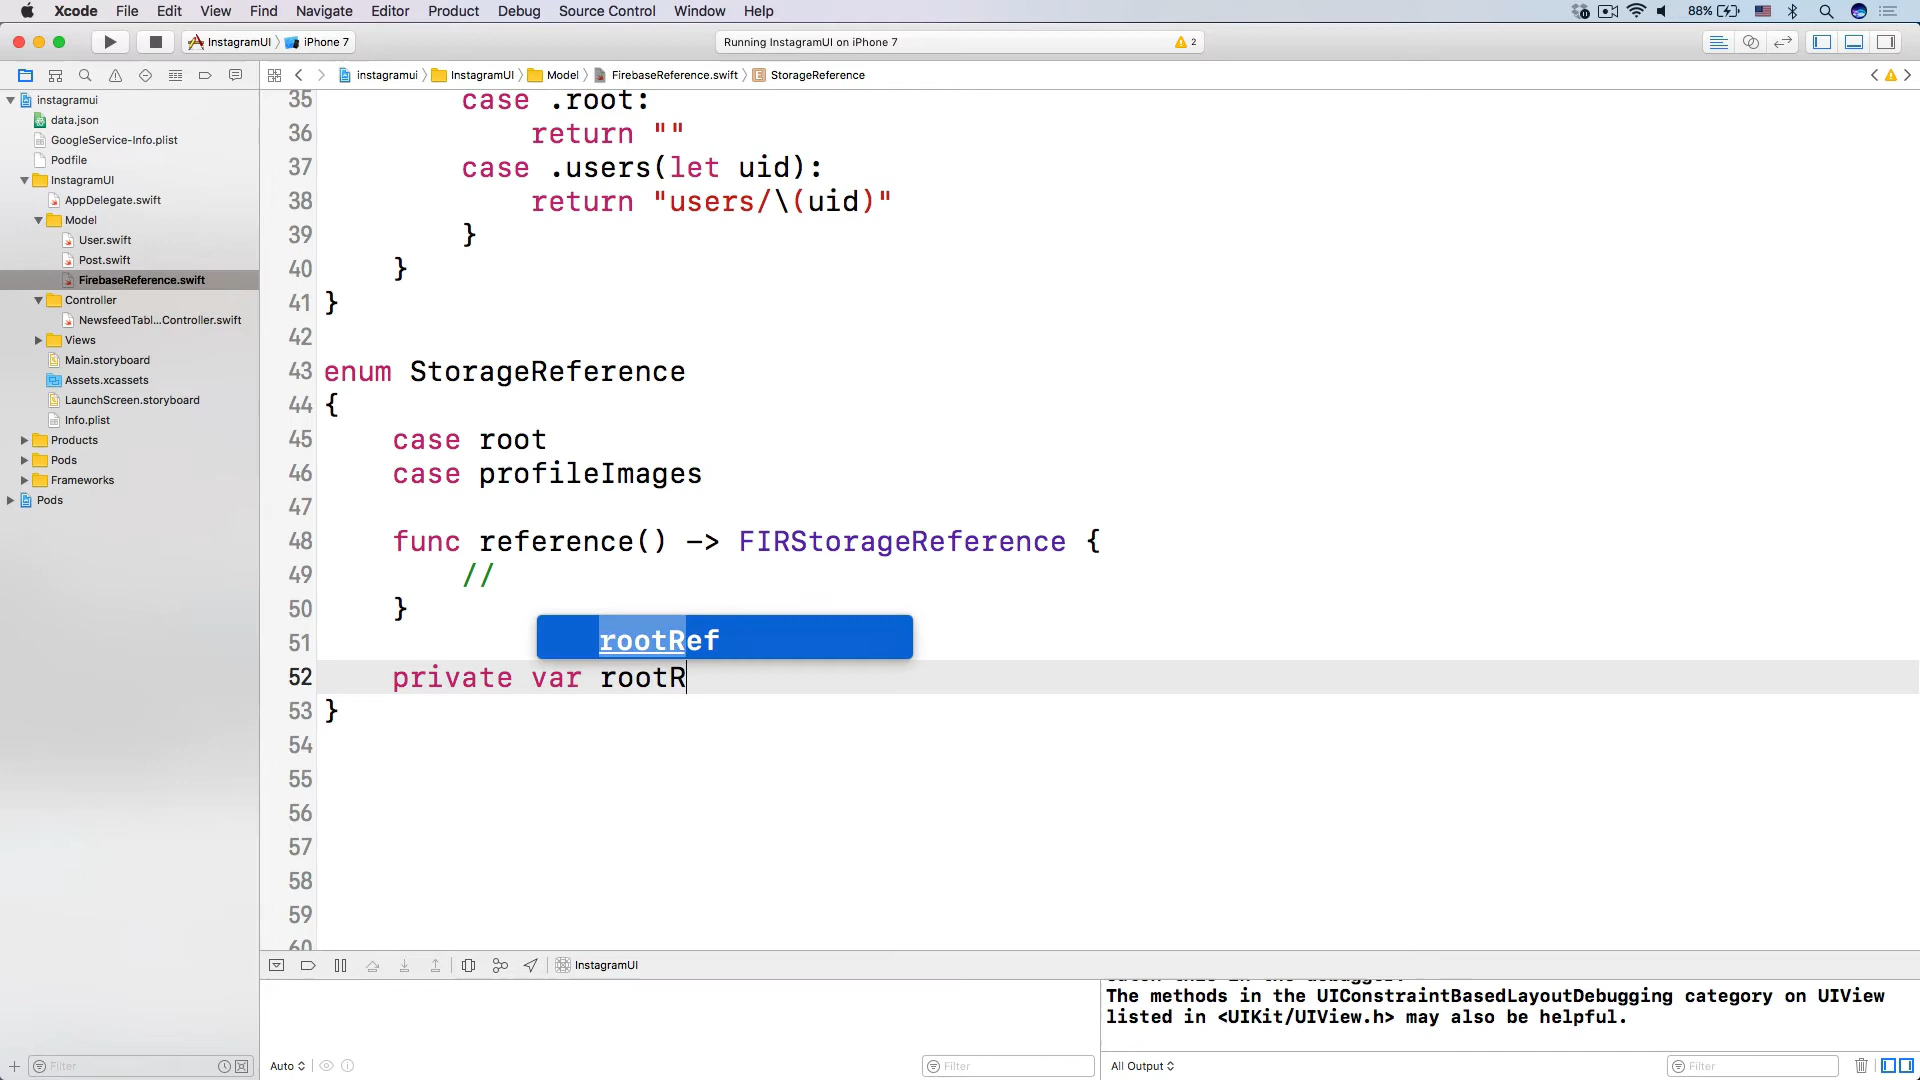 Xcode File Edit View Find Navigate Editor Product Debug Source Control Window Help 88%
InstagramUI iPhone 7 Running InstagramUI on iPhone 7 2
instagramui InstagramUI Model FirebaseReference.swift StorageReference
instagramui
data.json
GoogleService-Info.plist
Podfile
InstagramUI
AppDelegate.swift
Model
User.swift
Post.swift
FirebaseReference.swift
Controller
NewsfeedTabl...Controller.swift
Views
Main.storyboard
Assets.xcassets
LaunchScreen.storyboard
Info.plist
Products
Pods
Frameworks
Pods
35 case .root:
36 return ""
37 case .users(let uid):
38 return "users/\(uid)"
39 }
40 }
41 }
42
43 enum StorageReference
44 {
45 case root
46 case profileImages
47
48 func reference() -> FIRStorageReference {
49 //
50 }
51 rootRef
52 private var rootR
53 }
54
55
56
57
58
59
60
InstagramUI
The methods in the UIConstraintBasedLayoutDebugging category on UIView
listed in <UIKit/UIView.h> may also be helpful.
Filter Auto Filter All Output Filter